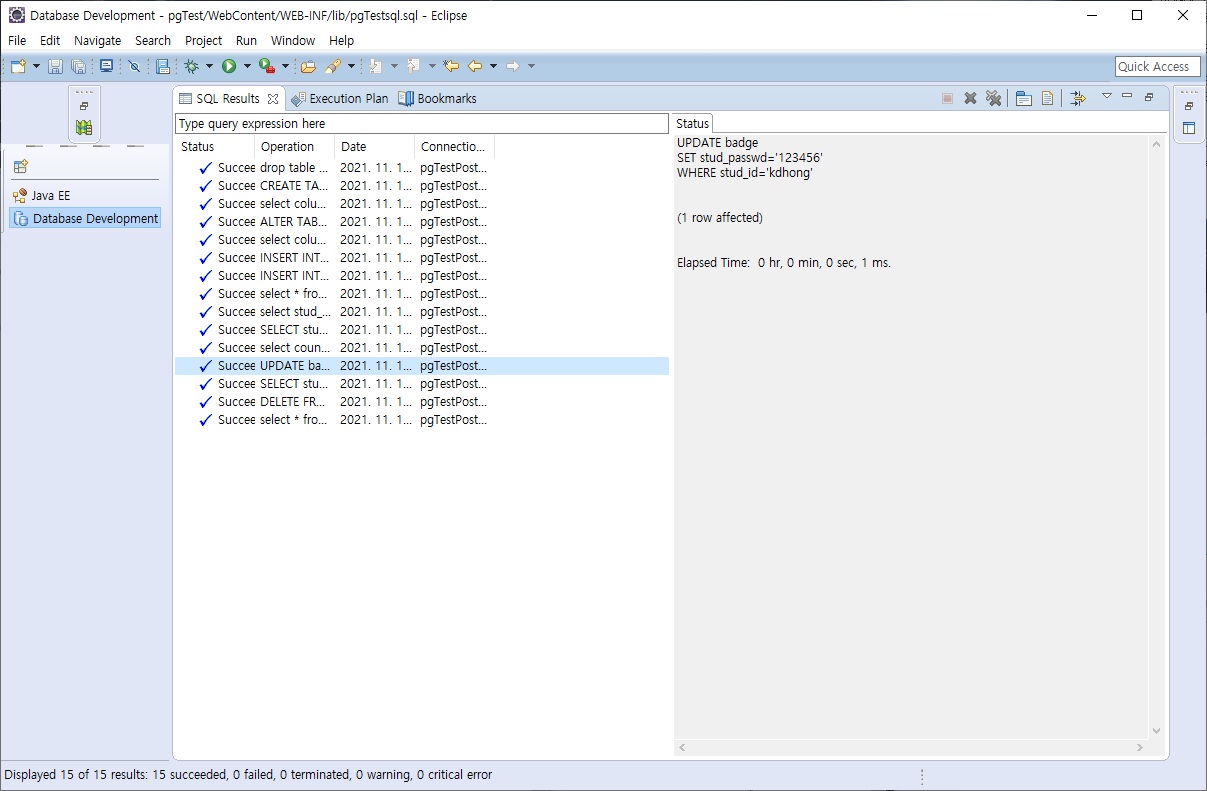 Database Development - pgTest/WebContent/WEB-INF/lib/pgTestsql.sql - Eclipse
File Edit Navigate Search Project Run Window Help
Quick Access
SQL Results Execution Plan Bookmarks
Type query expression here
Status Operation Date Connectio...
Succee drop table ... 2021. 11. 1... pgTestPost...
Succee CREATE TA... 2021. 11. 1... pgTestPost...
Succee select colu... 2021. 11. 1... pgTestPost...
Succee ALTER TAB... 2021. 11. 1... pgTestPost...
Succee select colu... 2021. 11. 1... pgTestPost...
Succee INSERT INT... 2021. 11. 1... pgTestPost...
Succee INSERT INT... 2021. 11. 1... pgTestPost...
Succee select * fro... 2021. 11. 1... pgTestPost...
Succee select stud_... 2021. 11. 1... pgTestPost...
Succee SELECT stu... 2021. 11. 1... pgTestPost...
Succee select coun... 2021. 11. 1... pgTestPost...
Succee UPDATE ba... 2021. 11. 1... pgTestPost...
Succee SELECT stu... 2021. 11. 1... pgTestPost...
Succee DELETE FR... 2021. 11. 1... pgTestPost...
Succee select * fro... 2021. 11. 1... pgTestPost...
Status
UPDATE badge
SET stud_passwd='123456'
WHERE stud_id='kdhong'
(1 row affected)
Elapsed Time:  0 hr, 0 min, 0 sec, 1 ms.
Java EE
Database Development
Displayed 15 of 15 results: 15 succeeded, 0 failed, 0 terminated, 0 warning, 0 critical error